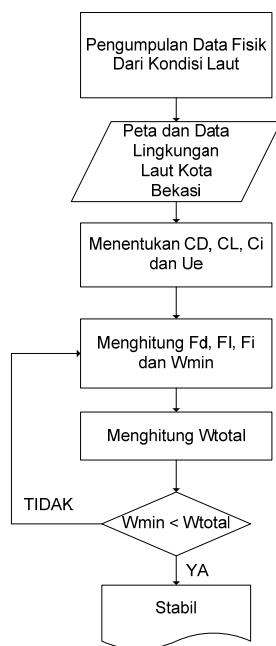 Pengumpulan Data Fisik
Dari Kondisi Laut
Peta dan Data
Lingkungan
Laut Kota
Bekasi
Menentukan CD, CL, Ci
dan Ue
Menghitung Fd, Fl, Fi
dan Wmin
Menghitung Wtotal
TIDAK
Wmin < Wtotal
YA
Stabil